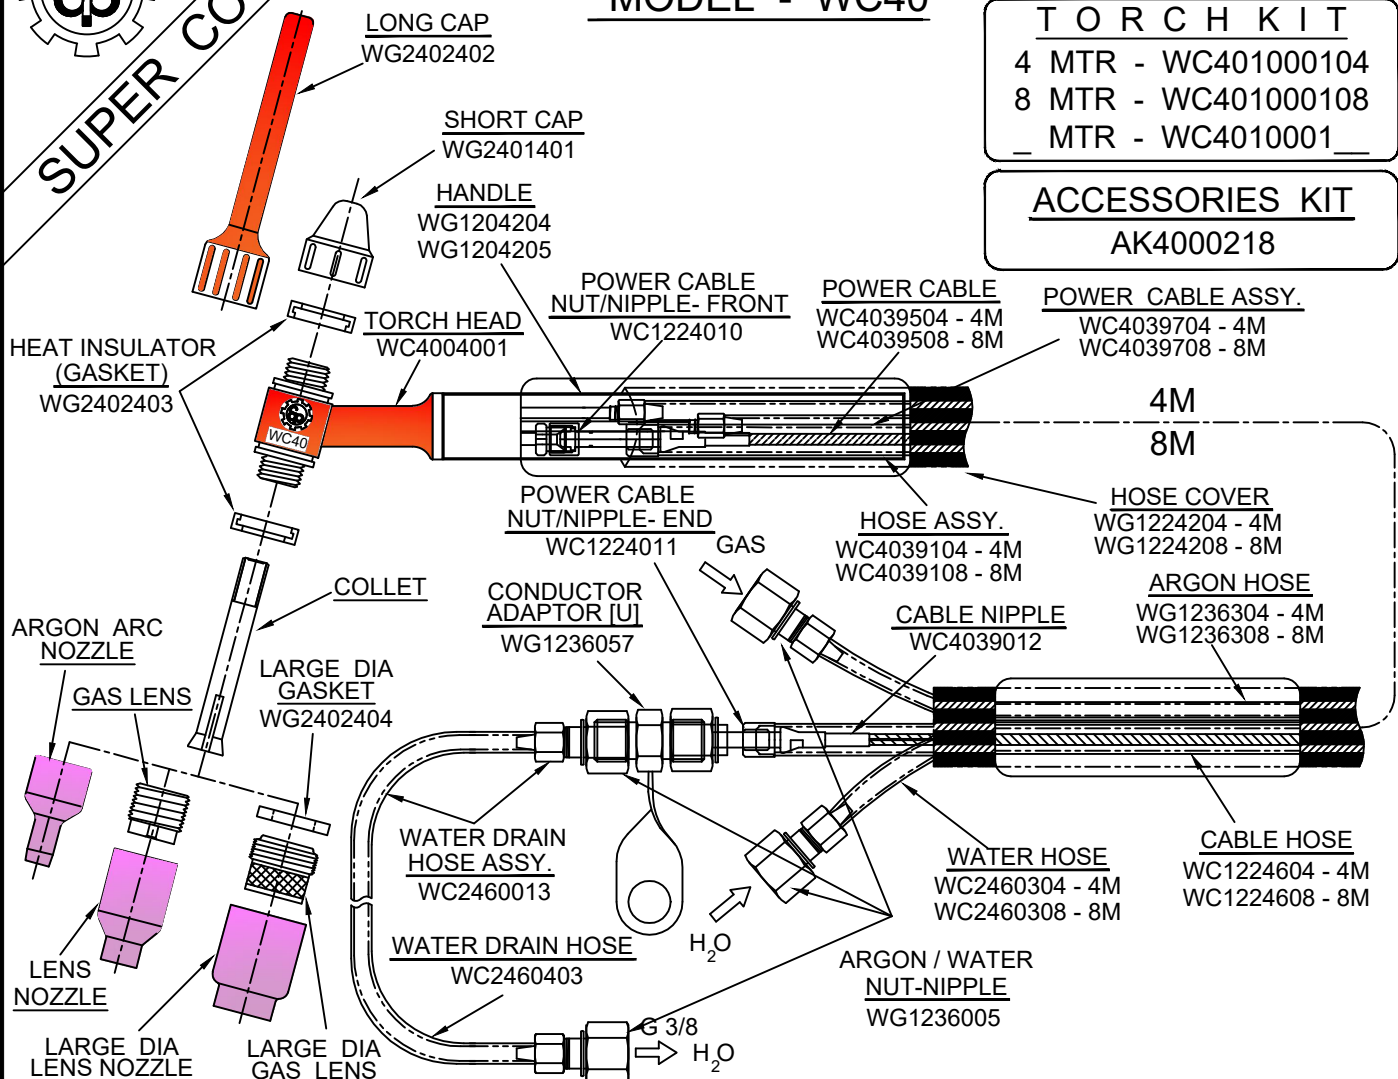 MODEL - WC40
SUPER CO
T O R C H K I T
4 MTR - WC401000104
8 MTR - WC401000108
_ MTR - WC4010001__
ACCESSORIES KIT
AK4000218
LONG CAP
WG2402402
SHORT CAP
WG2401401
HANDLE
WG1204204
WG1204205
POWER CABLE
NUT/NIPPLE- FRONT
WC1224010
POWER CABLE
WC4039504 - 4M
WC4039508 - 8M
POWER CABLE ASSY.
WC4039704 - 4M
WC4039708 - 8M
TORCH HEAD
WC4004001
HEAT INSULATOR
(GASKET)
WG2402403
WC40
4M
8M
POWER CABLE
NUT/NIPPLE- END
WC1224011
HOSE ASSY.
WC4039104 - 4M
WC4039108 - 8M
HOSE COVER
WG1224204 - 4M
WG1224208 - 8M
GAS
COLLET
CONDUCTOR
ADAPTOR [U]
WG1236057
CABLE NIPPLE
WC4039012
ARGON HOSE
WG1236304 - 4M
WG1236308 - 8M
ARGON ARC
NOZZLE
GAS LENS
LARGE DIA
GASKET
WG2402404
WATER DRAIN
HOSE ASSY.
WC2460013
WATER HOSE
WC2460304 - 4M
WC2460308 - 8M
CABLE HOSE
WC1224604 - 4M
WC1224608 - 8M
H2O
WATER DRAIN HOSE
WC2460403
ARGON / WATER
NUT-NIPPLE
WG1236005
LENS
NOZZLE
LARGE DIA
LENS NOZZLE
LARGE DIA
GAS LENS
G 3/8
H2O